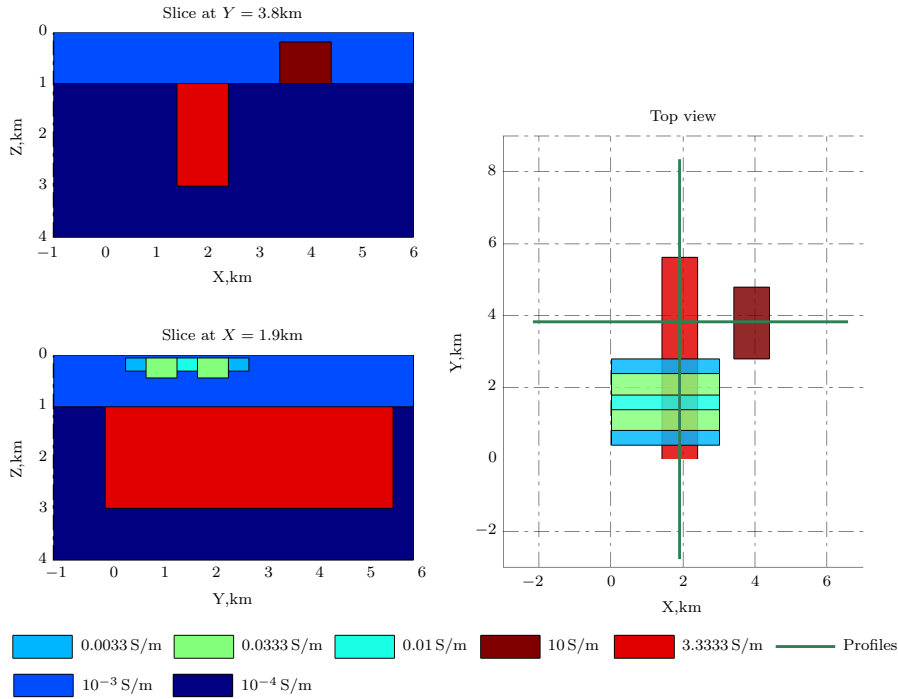 Slice at Y = 3.8km
0
1
2
3
4
Z,km
−1 0 1 2 3 4 5 6
X,km
Slice at X = 1.9km
0
1
2
3
4
Z,km
−1 0 1 2 3 4 5 6
Y,km
Top view
8
6
4
2
0
−2
Y,km
−2 0 2 4 6
X,km
0.0033 S/m 0.0333 S/m 0.01 S/m 10 S/m 3.3333 S/m Profiles
10⁻³ S/m 10⁻⁴ S/m